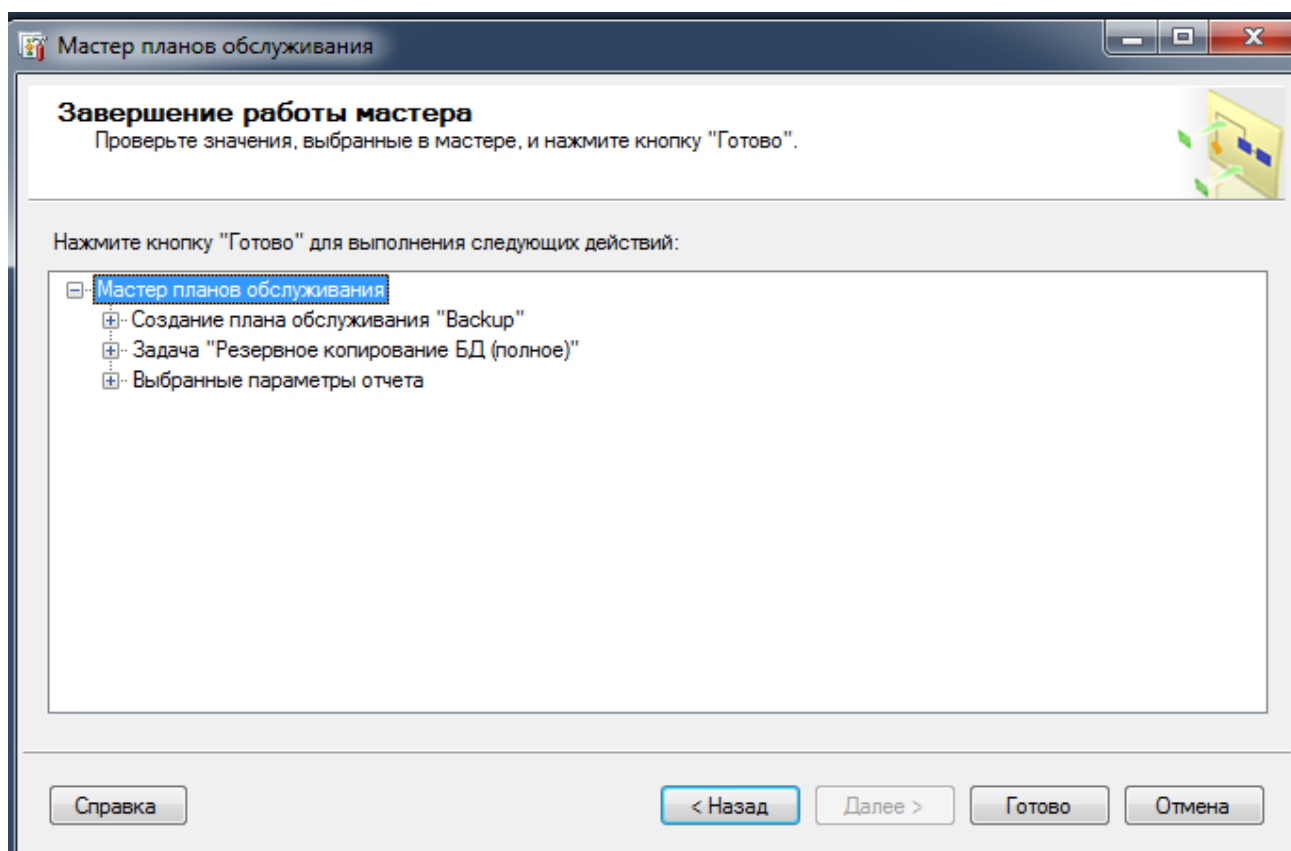 Мастер планов обслуживания
Завершение работы мастера
Проверьте значения, выбранные в мастере, и нажмите кнопку "Готово".
Нажмите кнопку "Готово" для выполнения следующих действий:
Мастер планов обслуживания
Создание плана обслуживания "Backup"
Задача "Резервное копирование БД (полное)"
Выбранные параметры отчета
Справка
< Назад
Далее >
Готово
Отмена